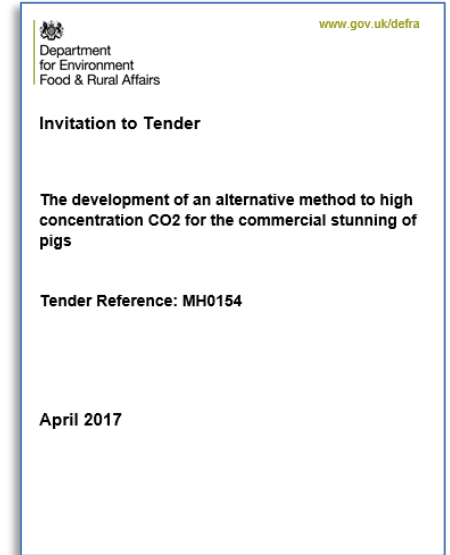 www.gov.uk/defra
Department
for Environment
Food & Rural Affairs
Invitation to Tender
The development of an alternative method to high
concentration CO2 for the commercial stunning of
pigs
Tender Reference: MH0154
April 2017